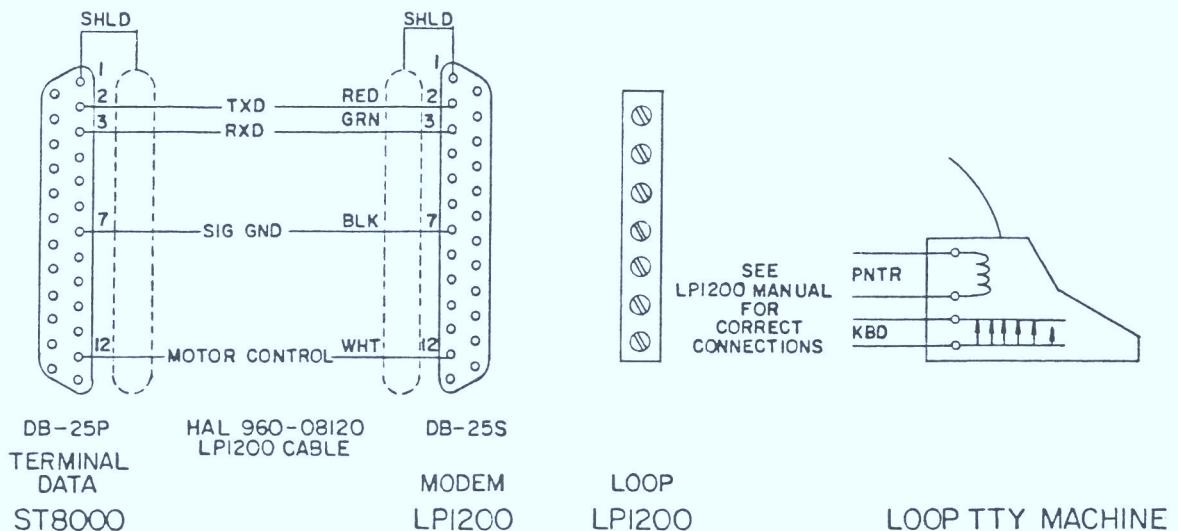 SHLD
SHLD
1
1
2 TXD RED 2
3 RXD GRN 3
7 SIG GND BLK 7
12 MOTOR CONTROL WHT 12
SEE
LP1200 MANUAL
FOR
CORRECT
CONNECTIONS
PNTR
KBD
DB-25P
HAL 960-08120
LP1200 CABLE
DB-25S
TERMINAL
DATA
MODEM
LOOP
ST8000
LP1200
LP1200
LOOP TTY MACHINE